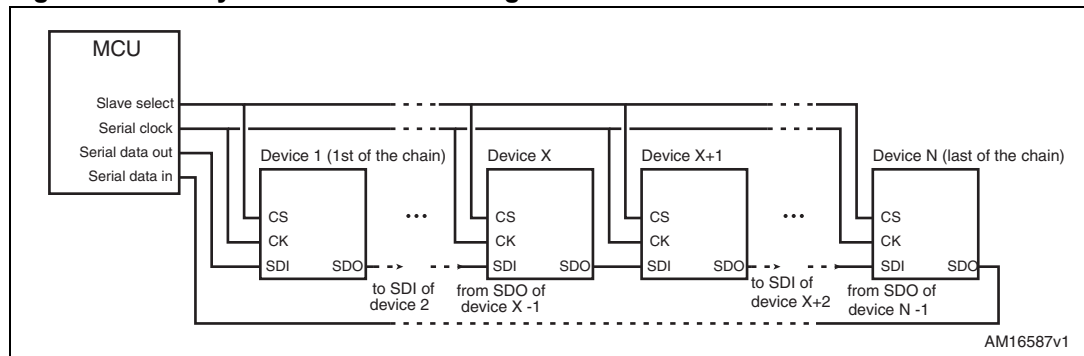 MCU
Slave select
Serial clock
Serial data out
Serial data in
Device 1 (1st of the chain)
Device X
Device X+1
Device N (last of the chain)
CS
CK
SDI
SDO
...
CS
CK
SDI
SDO
CS
CK
SDI
SDO
...
CS
CK
SDI
SDO
to SDI of
device 2
from SDO of
device X -1
to SDI of
device X+2
from SDO of
device N -1
AM16587v1